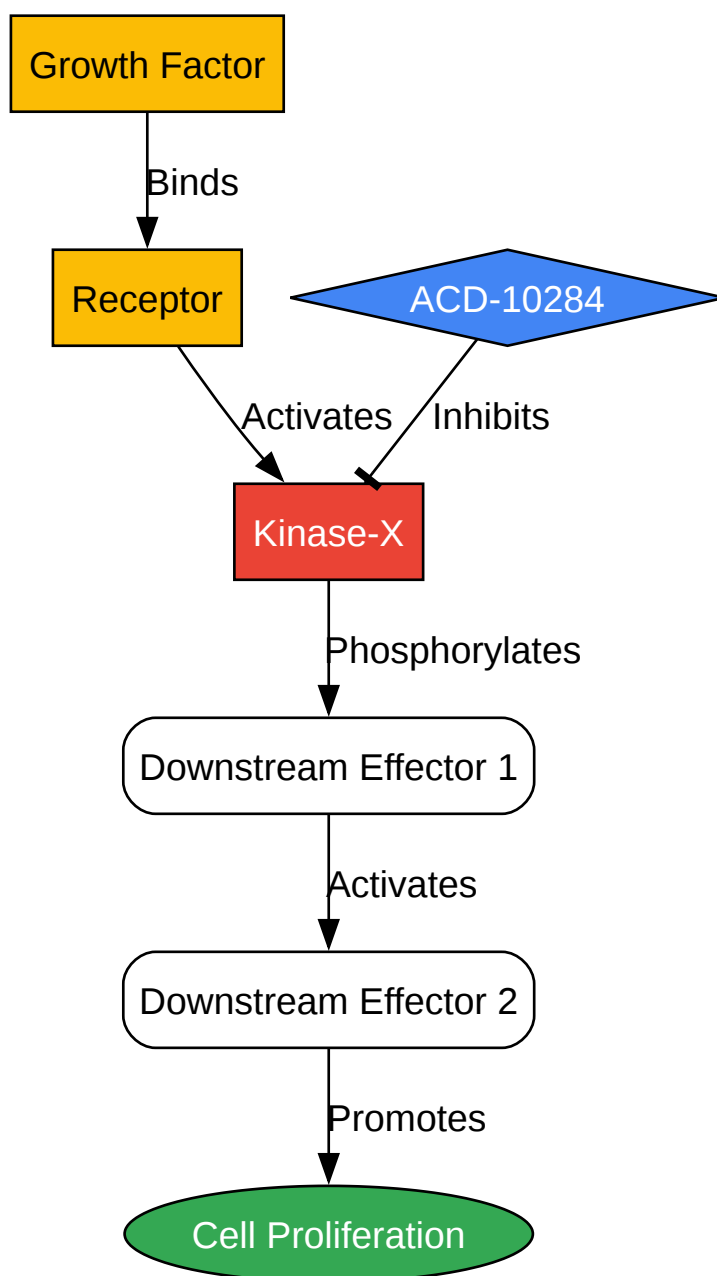 Growth Factor
Binds
Receptor
ACD-10284
Activates
Inhibits
Kinase-X
Phosphorylates
Downstream Effector 1
Activates
Downstream Effector 2
Promotes
Cell Proliferation